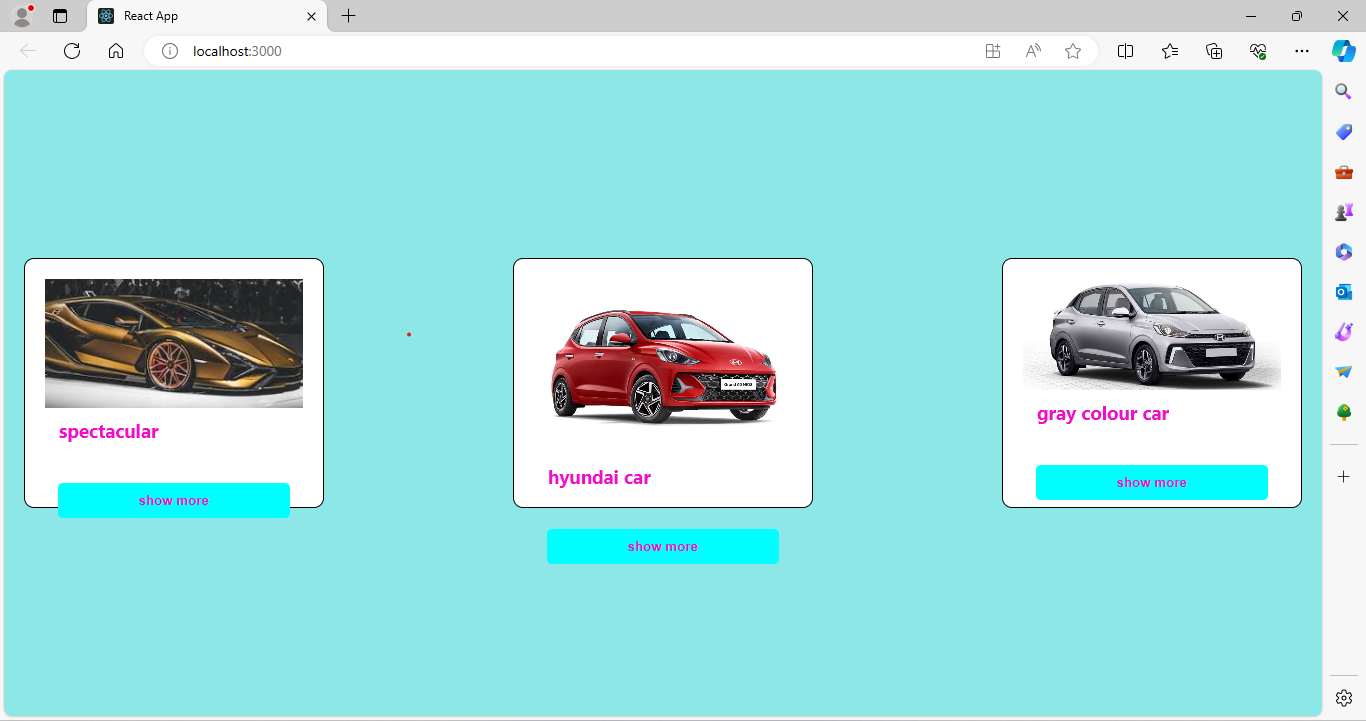 React App
localhost:3000
spectacular
show more
hyundai car
show more
gray colour car
show more